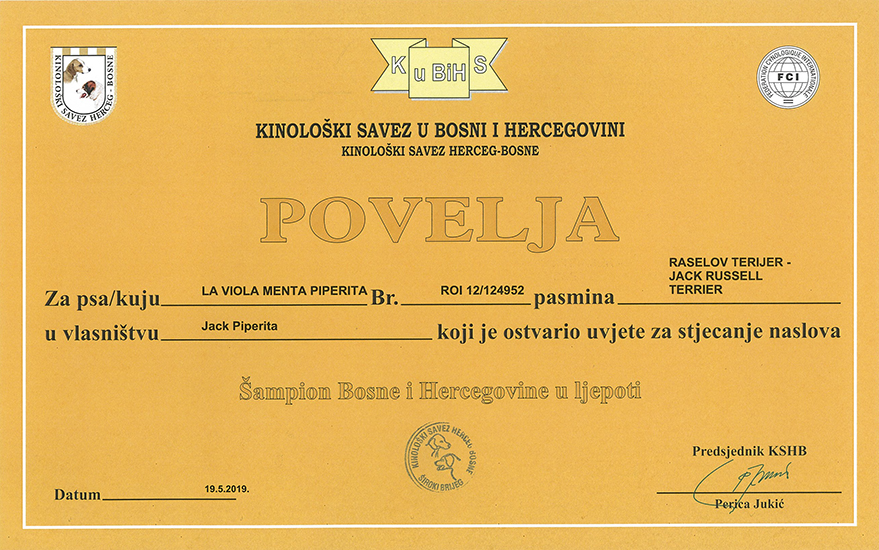 KINOLOŠKI SAVEZ HERCEG-BOSNE
K u BiH S
FEDERATION CYNOLOGIQUE INTERNATIONALE
FCI
KINOLOŠKI SAVEZ U BOSNI I HERCEGOVINI
KINOLOŠKI SAVEZ HERCEG-BOSNE
POVELJA
Za psa/kuju LA VIOLA MENTA PIPERITA Br. ROI 12/124952 pasmina RASELOV TERIJER -
JACK RUSSELL
TERRIER
u vlasništvu Jack Piperita koji je ostvario uvjete za stjecanje naslova
Šampion Bosne i Hercegovine u ljepoti
KINOLOŠKI SAVEZ HERCEG-BOSNE
ŠIROKI BRIJEG
Predsjednik KSHB
Datum 19.5.2019.
Perica Jukić